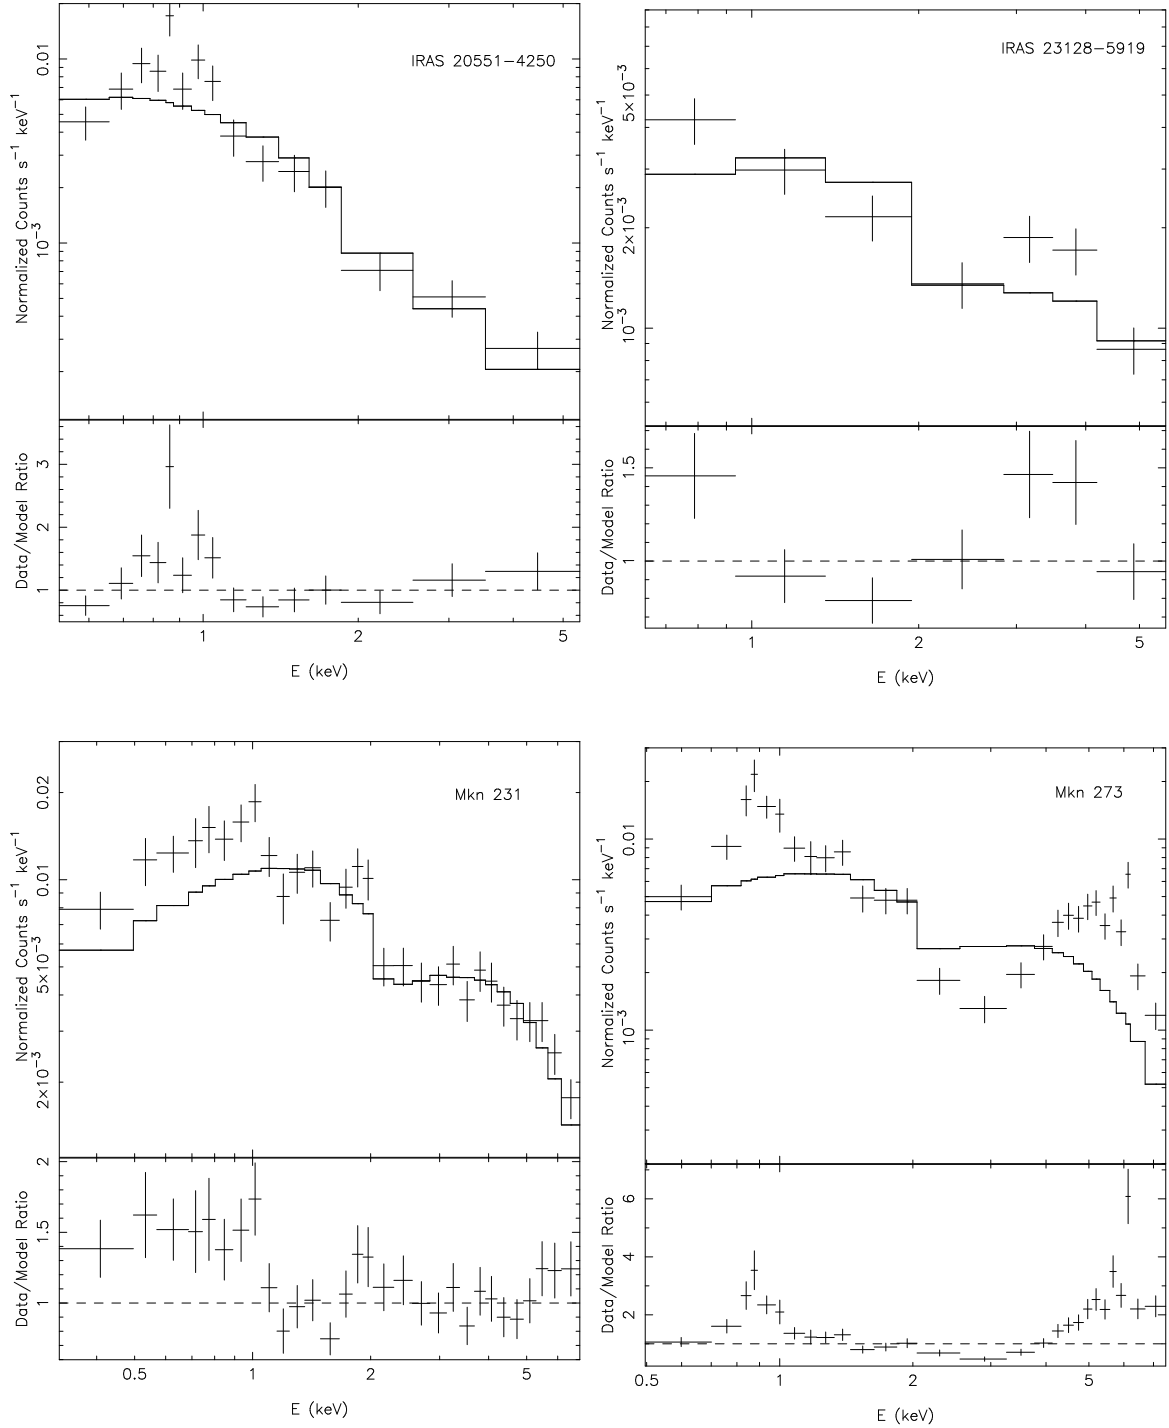 IRAS 20551−4250
Normalized Counts s⁻¹ keV⁻¹
0.01
10⁻³
Data/Model Ratio
3
2
1
1 2 5
E (keV)
IRAS 23128−5919
Normalized Counts s⁻¹ keV⁻¹
5×10⁻³
2×10⁻³
10⁻³
Data/Model Ratio
1.5
1
1 2 5
E (keV)
Mkn 231
Normalized Counts s⁻¹ keV⁻¹
0.02
0.01
5×10⁻³
2×10⁻³
Data/Model Ratio
2
1.5
1
0.5 1 2 5
E (keV)
Mkn 273
Normalized Counts s⁻¹ keV⁻¹
0.01
10⁻³
Data/Model Ratio
6
4
2
0.5 1 2 5
E (keV)